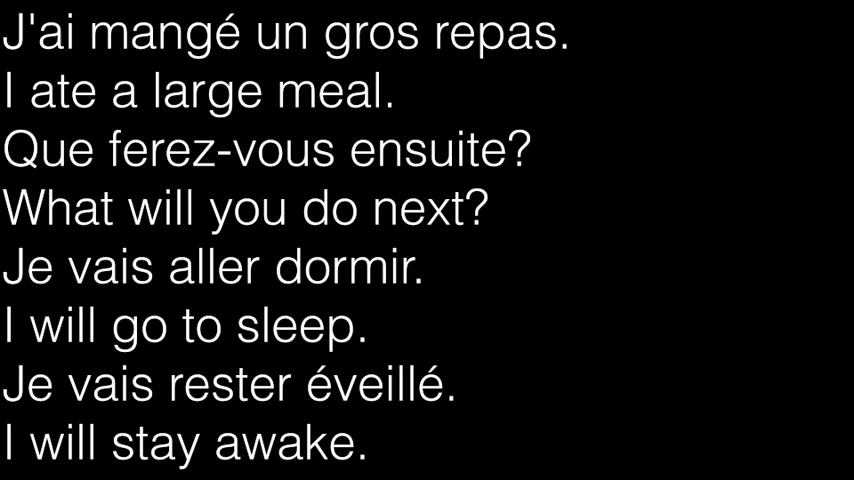 J'ai mangé un gros repas.
I ate a large meal.
Que ferez-vous ensuite?
What will you do next?
Je vais aller dormir.
I will go to sleep.
Je vais rester éveillé.
I will stay awake.